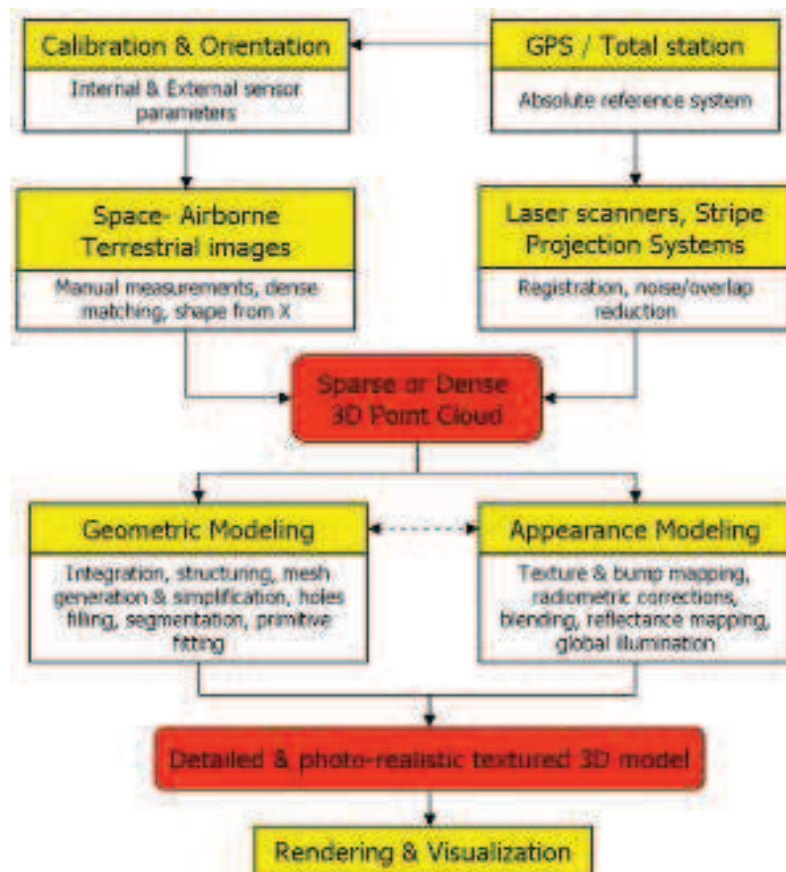 Calibration & Orientation
Internal & External sensor
parameters
GPS / Total station
Absolute reference system
Space- Airborne
Terrestrial images
Manual measurements, dense
matching, shape from X
Laser scanners, Stripe
Projection Systems
Registration, noise/overlap
reduction
Sparse or Dense
3D Point Cloud
Geometric Modeling
Integration, structuring, mesh
generation & simplification, holes
filling, segmentation, primitive
fitting
Appearance Modeling
Texture & bump mapping,
radiometric corrections,
blending, reflectance mapping,
global illumination
Detailed & photo-realistic textured 3D model
Rendering & Visualization